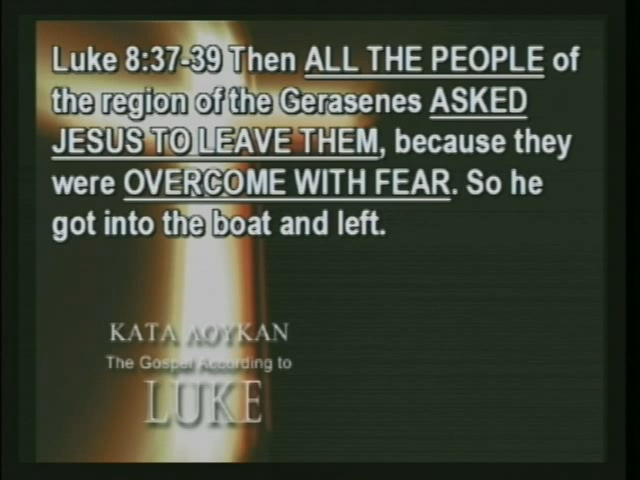 Luke 8:37-39 Then ALL THE PEOPLE of
the region of the Gerasenes ASKED
JESUS TO LEAVE THEM, because they
were OVERCOME WITH FEAR. So he
got into the boat and left.
ΚΑΤΑ ΛΟΥΚΑΝ
The Gospel According to
LUKE